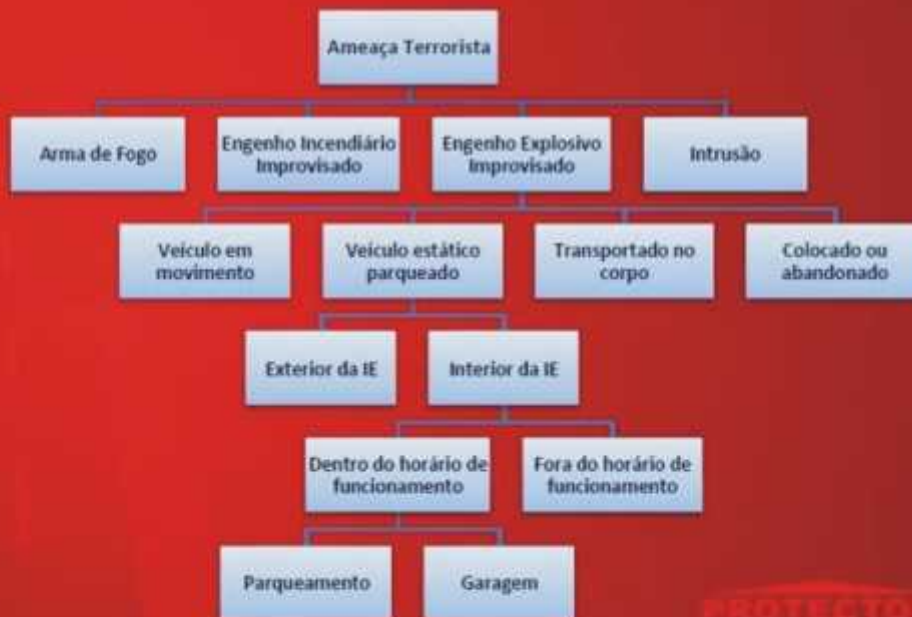 Ameaça Terrorista
Arma de Fogo
Engenho Incendiário
Improvisado
Engenho Explosivo
Improvisado
Intrusão
Veículo em
movimento
Veículo estático
parqueado
Transportado no
corpo
Colocado ou
abandonado
Exterior da IE
Interior da IE
Dentro do horário de
funcionamento
Fora do horário de
funcionamento
Parqueamento
Garagem
PROTECTO